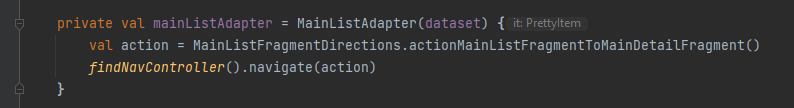 private val mainListAdapter = MainListAdapter(dataset) { it: PrettyItem
val action = MainListFragmentDirections.actionMainListFragmentToMainDetailFragment()
findNavController().navigate(action)
}